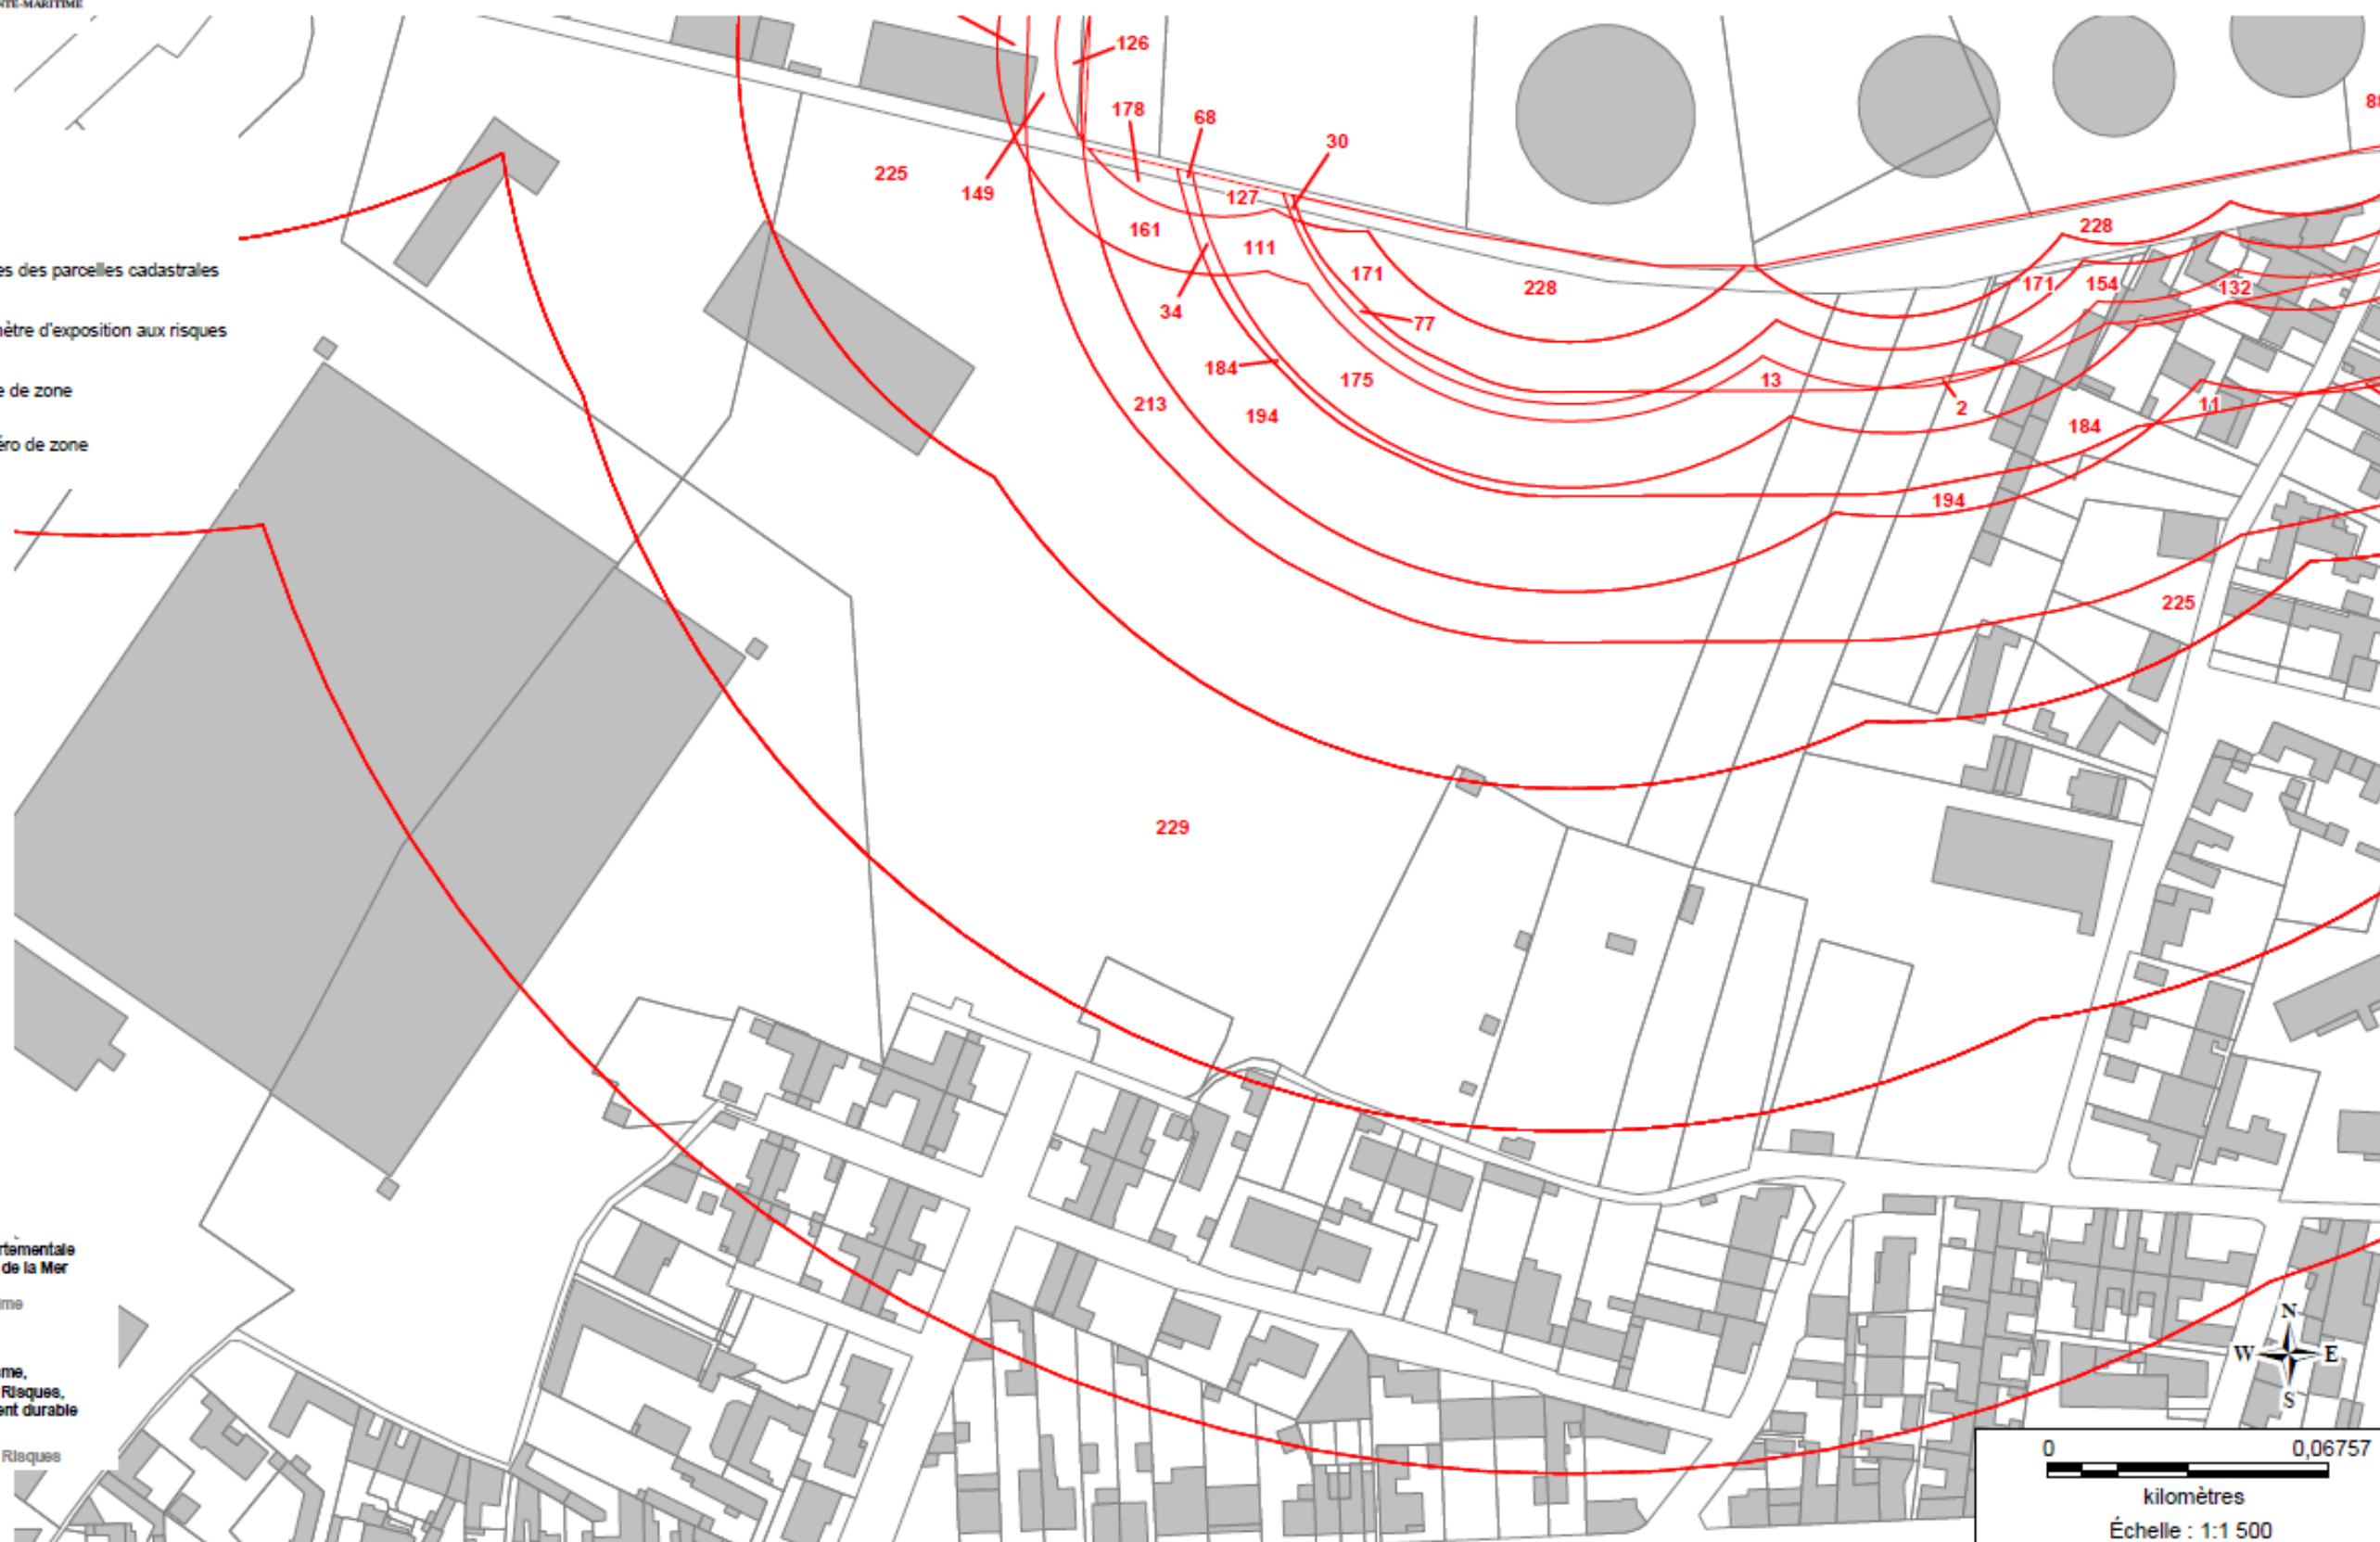 126
178
68
30
225
149
127
161
111
171
228
34
77
184
213
194
175
13
2
228
171
154
132
11
184
194
225
229
es des parcelles cadastrales
mètre d'exposition aux risques
e de zone
éro de zone
rtementale
de la Mer
me,
Risques,
ent durable
Risques
N
W E
S
0 0,06757
kilomètres
Échelle : 1:1 500